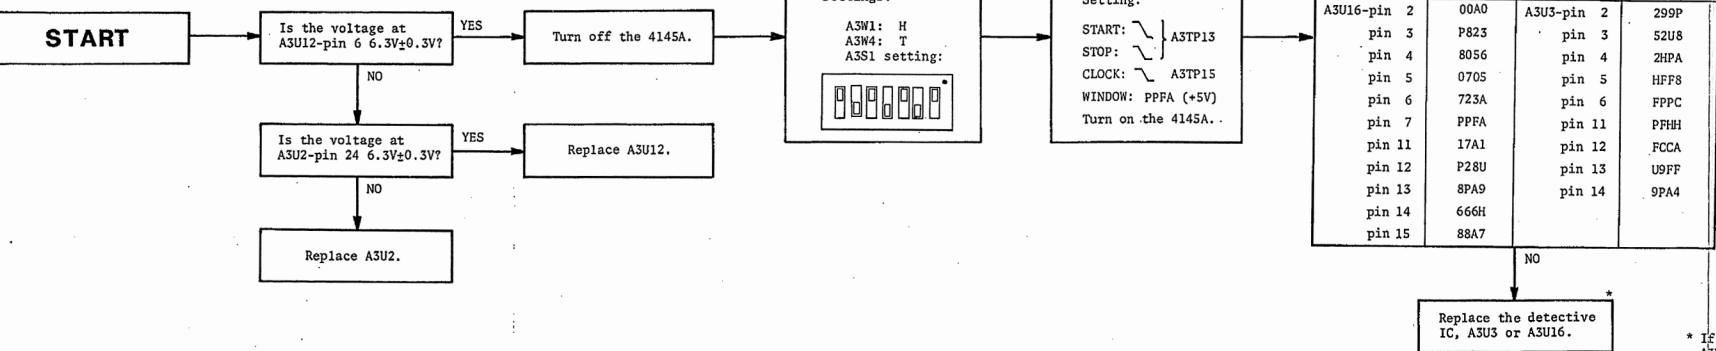 START
Is the voltage at
A3U12-pin 6 6.3V±0.3V?
YES
Turn off the 4145A.
NO
Is the voltage at
A3U2-pin 24 6.3V±0.3V?
YES
Replace A3U12.
NO
Replace A3U2.
A3W1: H
A3W4: T
A3S1 setting:
Setting:
START:
STOP:
A3TP13
CLOCK: A3TP15
WINDOW: PPFA (+5V)
Turn on the 4145A.
A3U16-pin 2 00A0 A3U3-pin 2 299P
pin 3 P823 pin 3 52U8
pin 4 8056 pin 4 2HPA
pin 5 0705 pin 5 HFF8
pin 6 723A pin 6 FPPC
pin 7 PPFA pin 11 PFHH
pin 11 17A1 pin 12 FCCA
pin 12 P28U pin 13 U9FF
pin 13 8PA9 pin 14 9PA4
pin 14 666H
pin 15 88A7
NO
*
Replace the detective
IC, A3U3 or A3U16.
* If